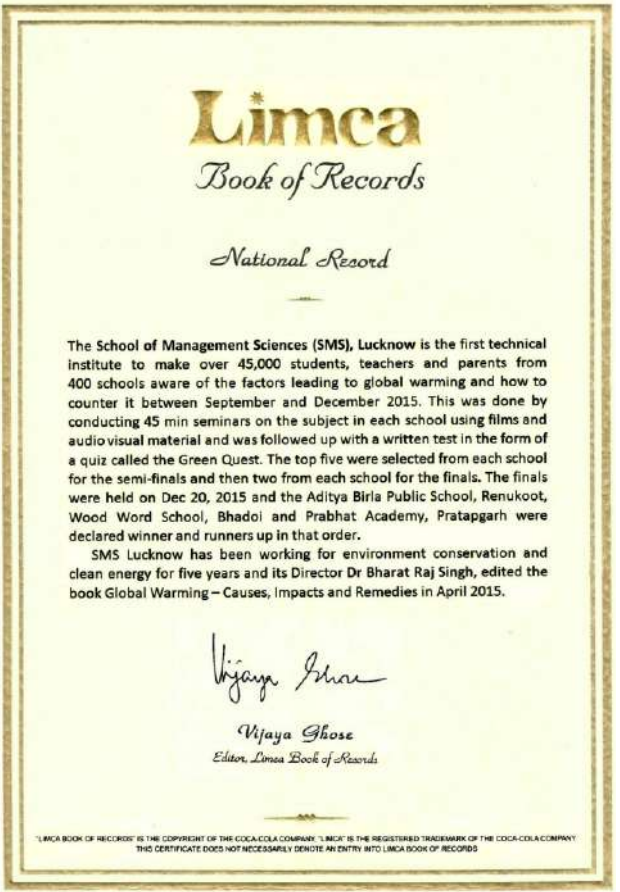 Limca
Book of Records
National Record
The School of Management Sciences (SMS), Lucknow is the first technical
institute to make over 45,000 students, teachers and parents from
400 schools aware of the factors leading to global warming and how to
counter it between September and December 2015. This was done by
conducting 45 min seminars on the subject in each school using films and
audio visual material and was followed up with a written test in the form of
a quiz called the Green Quest. The top five were selected from each school
for the semi-finals and then two from each school for the finals. The finals
were held on Dec 20, 2015 and the Aditya Birla Public School, Renukoot,
Wood Word School, Bhadoi and Prabhat Academy, Pratapgarh were
declared winner and runners up in that order.
SMS Lucknow has been working for environment conservation and
clean energy for five years and its Director Dr Bharat Raj Singh, edited the
book Global Warming – Causes, Impacts and Remedies in April 2015.
Vijaya Ghose
Vijaya Ghose
Editor, Limca Book of Records
"LIMCA BOOK OF RECORDS" IS THE COPYRIGHT OF THE COCA-COLA COMPANY, "LIMCA" IS THE REGISTERED TRADEMARK OF THE COCA-COLA COMPANY
THIS CERTIFICATE DOES NOT NECESSARILY DENOTE AN ENTRY INTO LIMCA BOOK OF RECORDS